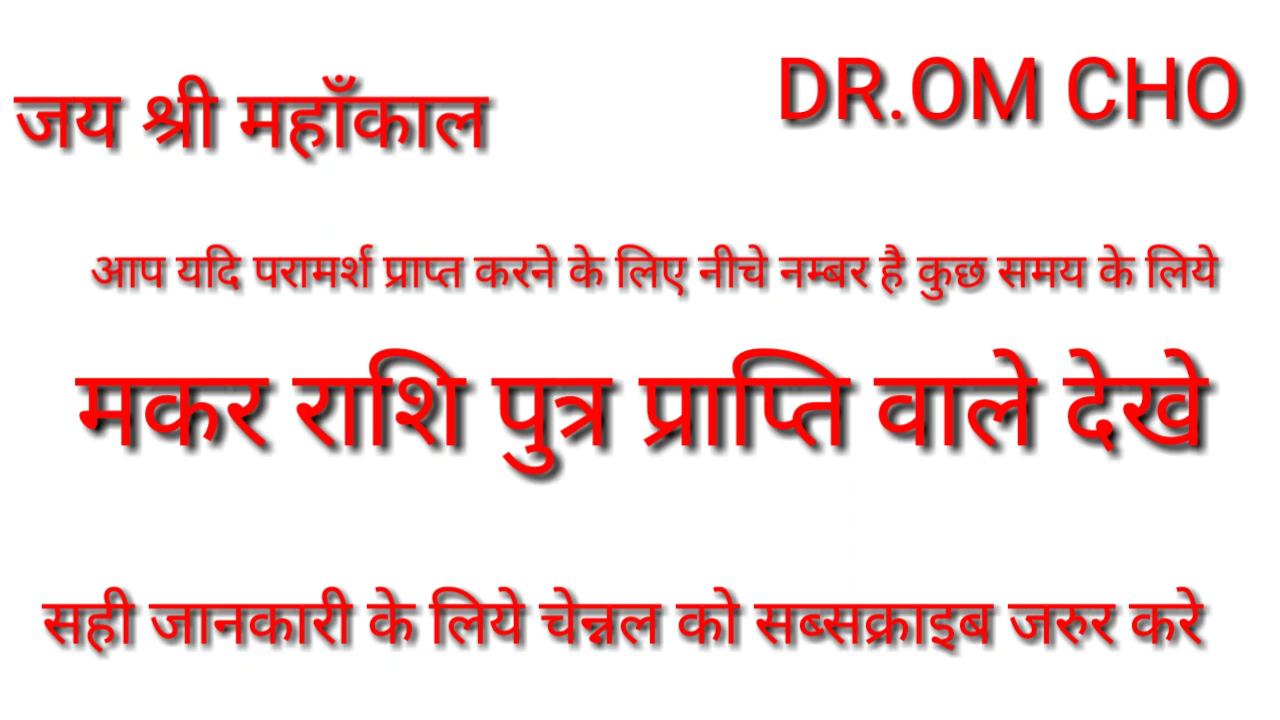 जय श्री महाँकाल
DR.OM CHO
आप यदि परामर्श प्राप्त करने के लिए नीचे नम्बर है कुछ समय के लिये
मकर राशि पुत्र प्राप्ति वाले देखे
सही जानकारी के लिये चेन्नल को सब्सक्राइब जरुर करे